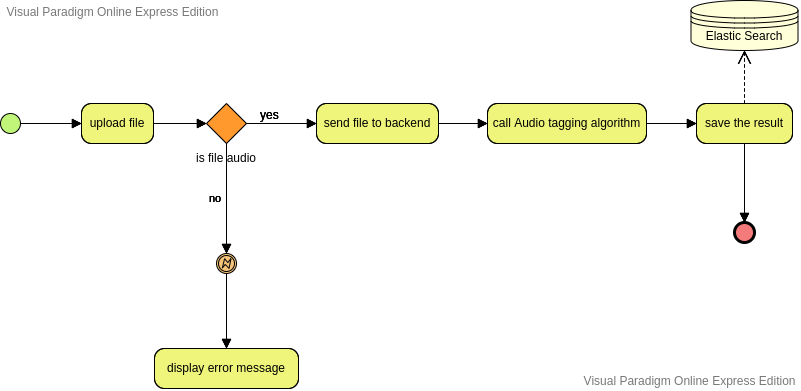 Visual Paradigm Online Express Edition
Elastic Search
upload file
yes
send file to backend
call Audio tagging algorithm
save the result
is file audio
no
display error message
Visual Paradigm Online Express Edition